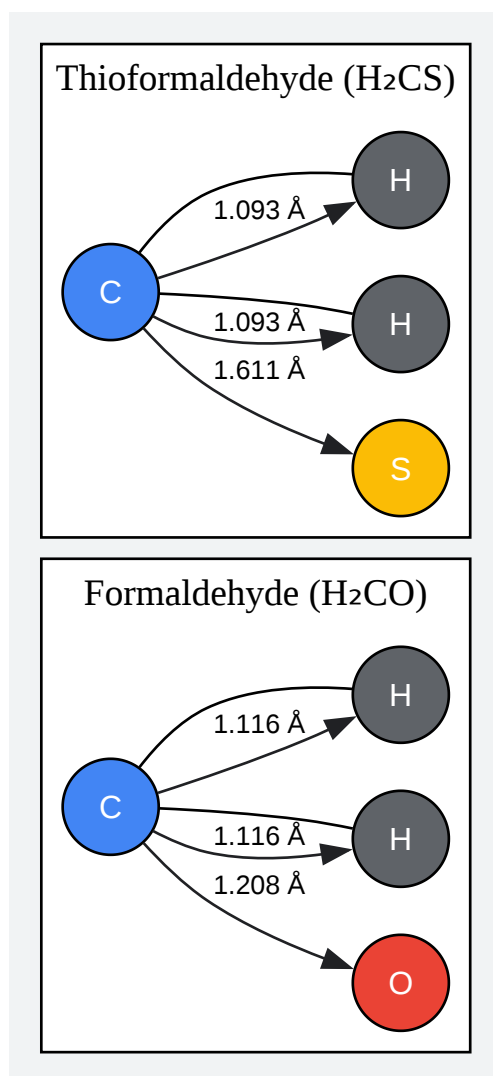 Thioformaldehyde (H₂CS)
H
1.093 Å
C
1.093 Å
H
1.611 Å
S
Formaldehyde (H₂CO)
H
1.116 Å
C
1.116 Å
H
1.208 Å
O